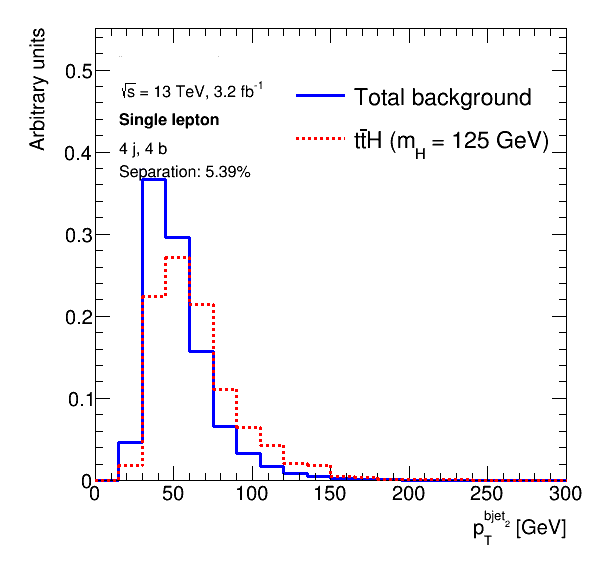 Arbitrary units
0.5
0.4
0.3
0.2
0.1
0
√s = 13 TeV, 3.2 fb⁻¹
Single lepton
4 j, 4 b
Separation: 5.39%
Total background
tt̄H (m_H = 125 GeV)
0 50 100 150 200 250 300
p_T^bjet_2 [GeV]